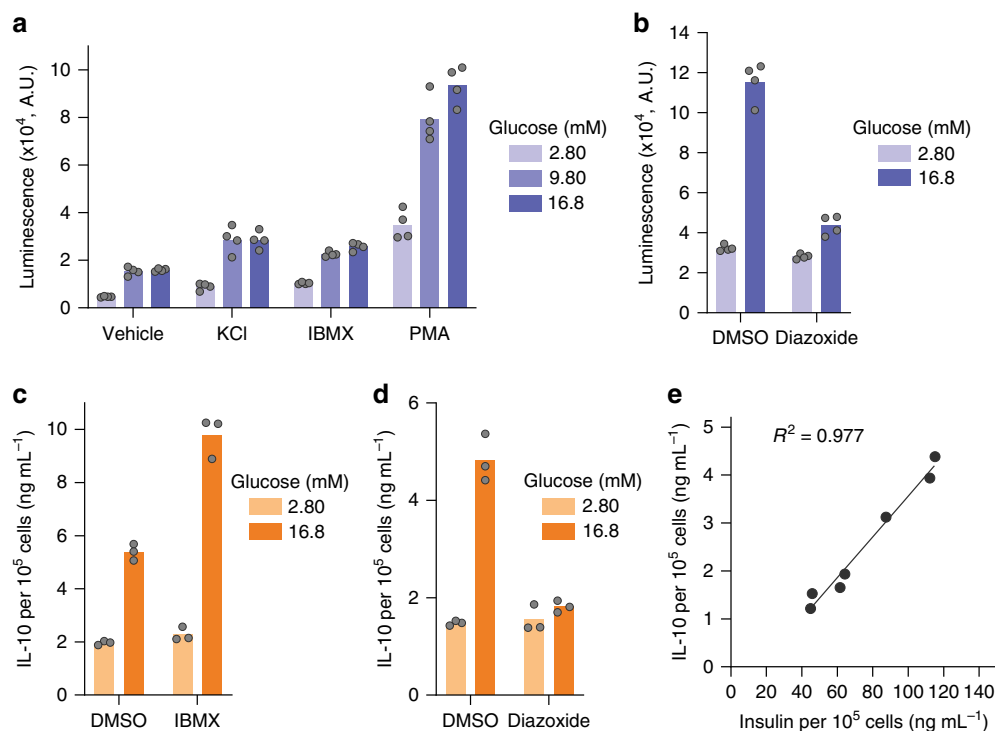 a
Luminescence (x10⁴, A.U.)
10
8
6
4
2
0
Vehicle KCl IBMX PMA
Glucose (mM)
2.80
9.80
16.8
b
Luminescence (x10⁴, A.U.)
14
12
10
8
6
4
2
0
DMSO Diazoxide
Glucose (mM)
2.80
16.8
c
IL-10 per 10⁵ cells (ng mL⁻¹)
10
8
6
4
2
0
DMSO IBMX
Glucose (mM)
2.80
16.8
d
IL-10 per 10⁵ cells (ng mL⁻¹)
6
4
2
0
DMSO Diazoxide
Glucose (mM)
2.80
16.8
e
IL-10 per 10⁵ cells (ng mL⁻¹)
5
4
3
2
1
0
R² = 0.977
0 20 40 60 80 100 120 140
Insulin per 10⁵ cells (ng mL⁻¹)